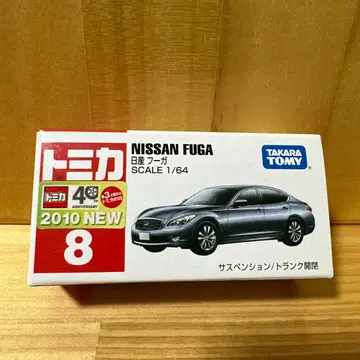 トミカ
トミカ
40
ANNIVERSARY
2010 NEW
8
NISSAN FUGA
日産 フーガ
SCALE 1/64
TAKARA
TOMY
サスペンション/トランク開閉